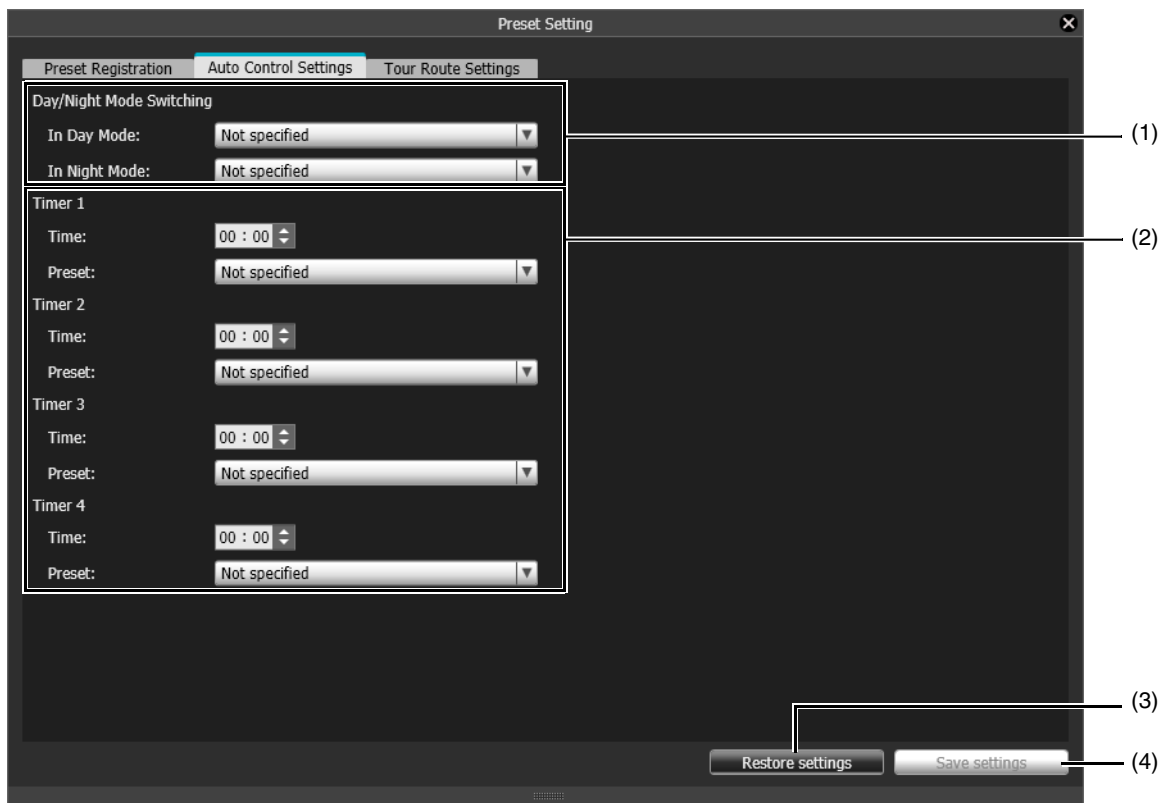 Preset Setting
Preset Registration Auto Control Settings Tour Route Settings
Day/Night Mode Switching
In Day Mode: Not specified (1)
In Night Mode: Not specified
Timer 1
Time: 00 : 00 (2)
Preset: Not specified
Timer 2
Time: 00 : 00
Preset: Not specified
Timer 3
Time: 00 : 00
Preset: Not specified
Timer 4
Time: 00 : 00
Preset: Not specified
(3)
Restore settings Save settings (4)